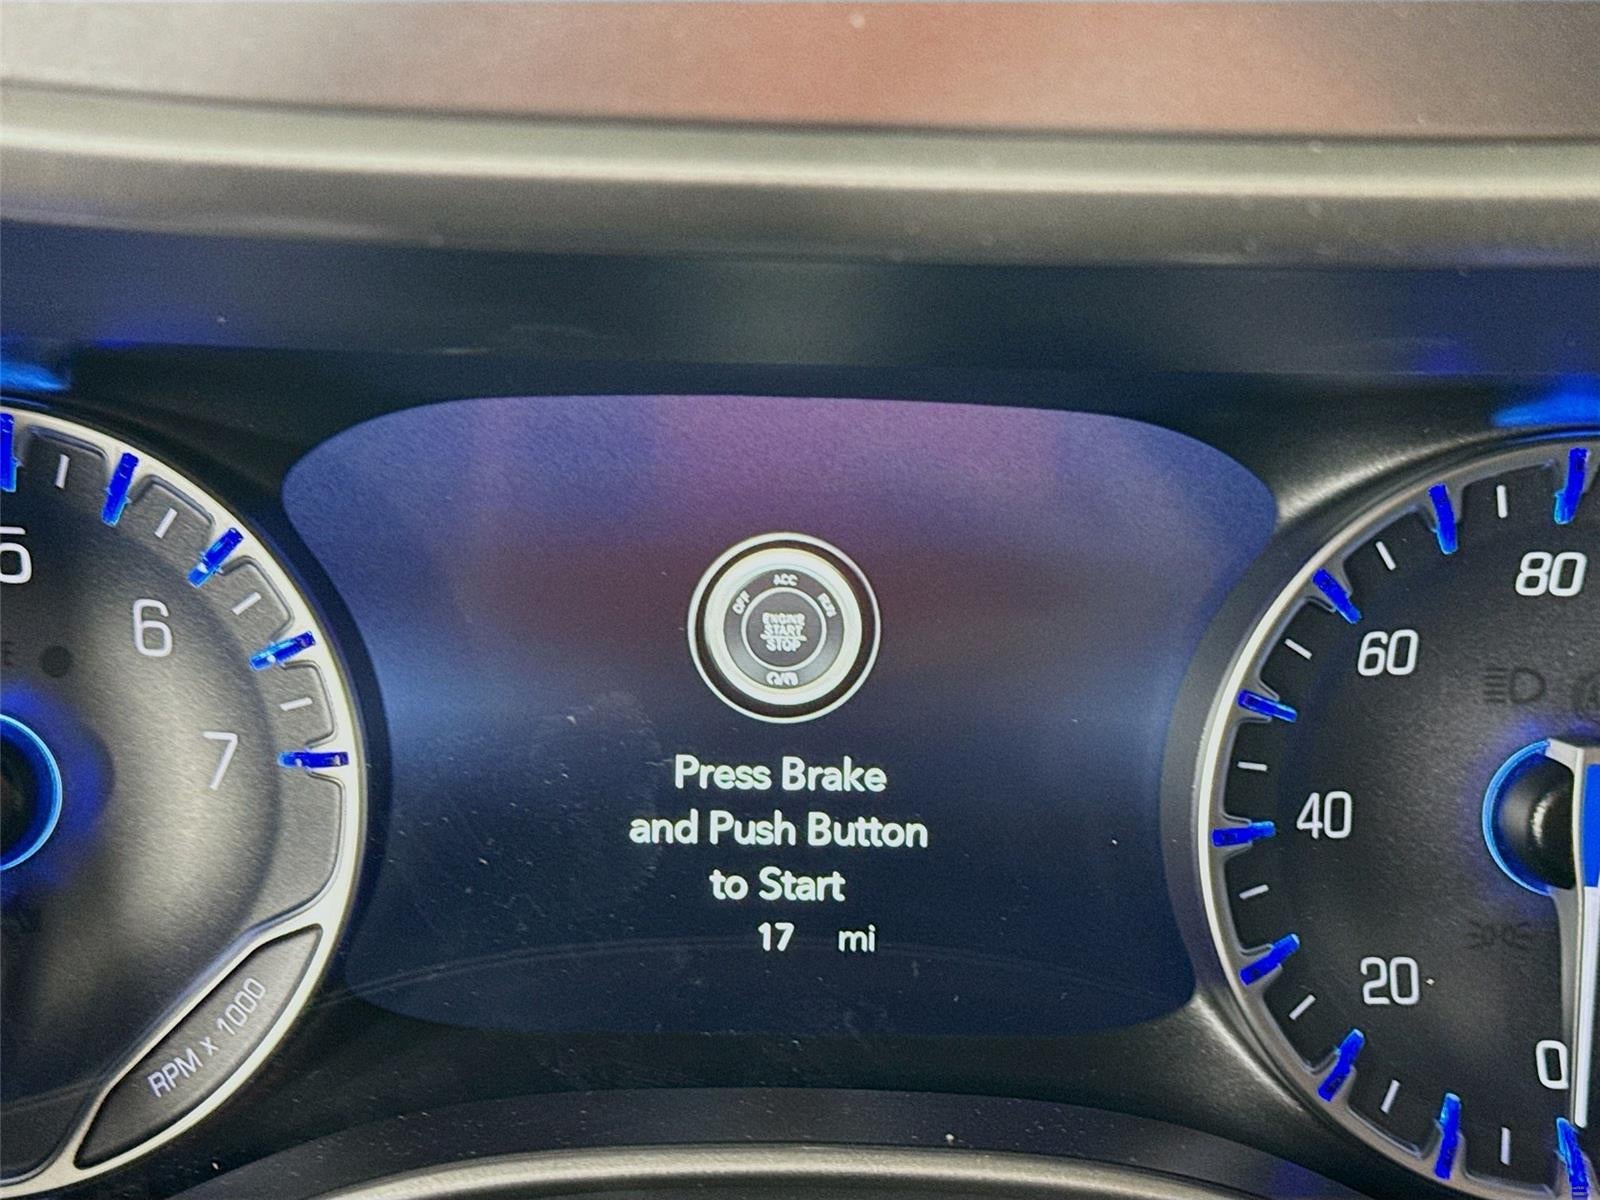 ACC
OFF
RUN
ENGINE
START
STOP
Press Brake
and Push Button
to Start
17 mi
5
6
7
RPM x 1000
80
60
40
20
0